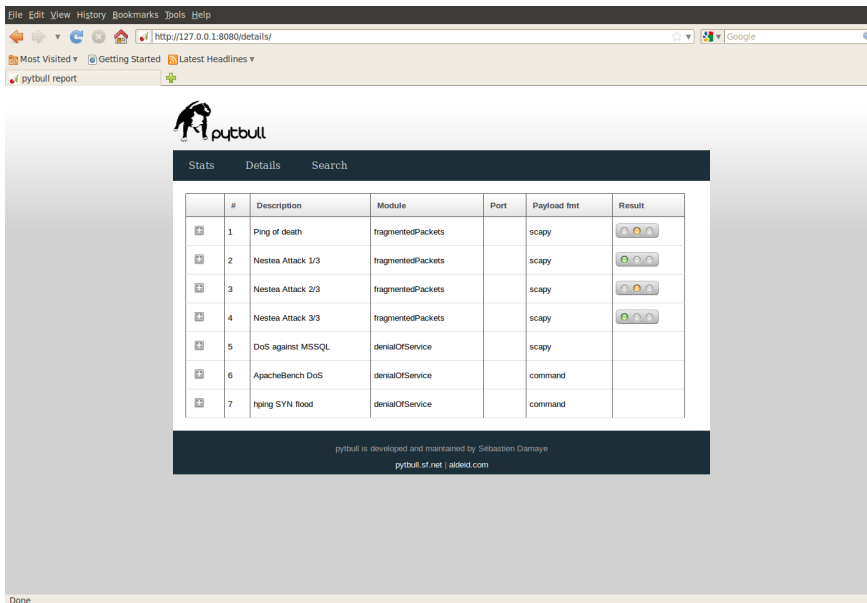 File Edit View History Bookmarks Tools Help
http://127.0.0.1:8080/details/
Google
Most Visited Getting Started Latest Headlines
pytbull report
pytbull
Stats Details Search
# Description Module Port Payload fmt Result
1 Ping of death fragmentedPackets scapy
2 Nestea Attack 1/3 fragmentedPackets scapy
3 Nestea Attack 2/3 fragmentedPackets scapy
4 Nestea Attack 3/3 fragmentedPackets scapy
5 DoS against MSSQL denialOfService scapy
6 ApacheBench DoS denialOfService command
7 hping SYN flood denialOfService command
pytbull is developed and maintained by Sébastien Damaye
pytbull.sf.net | aldeid.com
Done